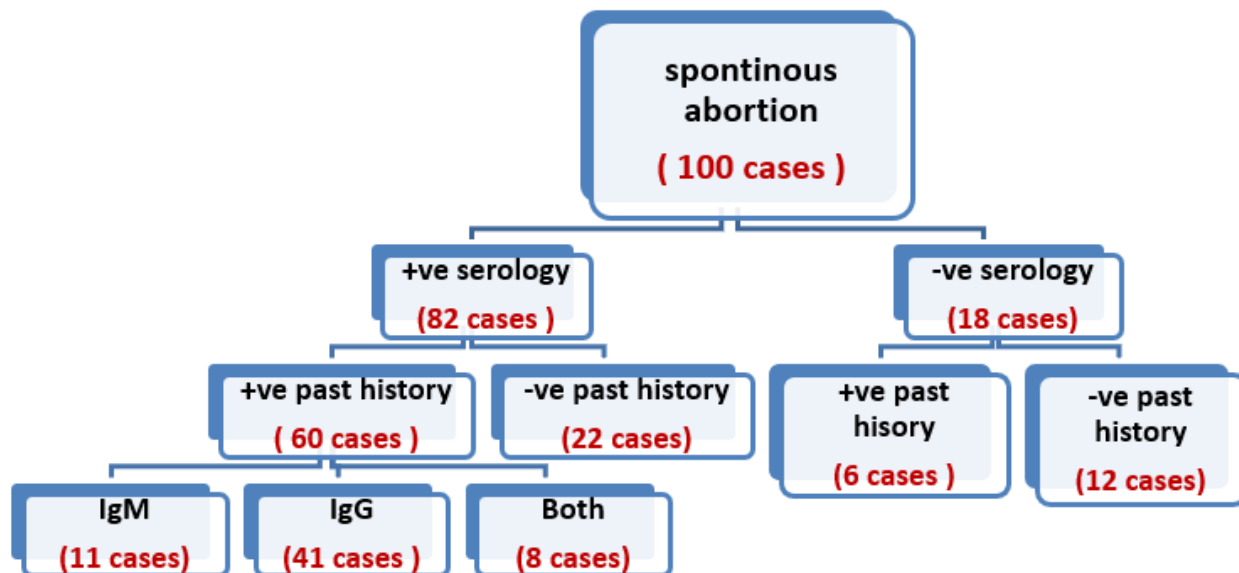 spontinous
abortion
( 100 cases )
+ve serology
(82 cases )
-ve serology
(18 cases)
+ve past history
( 60 cases )
-ve past history
(22 cases)
+ve past
hisory
(6 cases )
-ve past
history
(12 cases)
IgM
(11 cases)
IgG
(41 cases )
Both
(8 cases)